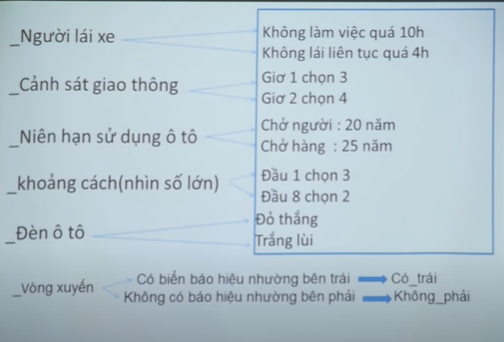 _Người lái xe
Không làm việc quá 10h
Không lái liên tục quá 4h
_Cảnh sát giao thông
Giơ 1 chọn 3
Giơ 2 chọn 4
_Niên hạn sử dụng ô tô
Chở người : 20 năm
Chở hàng : 25 năm
_khoảng cách(nhìn số lớn)
Đầu 1 chọn 3
Đầu 8 chọn 2
_Đèn ô tô
Đỏ thắng
Trắng lùi
_Vòng xuyến
Có biển báo hiệu nhường bên trái Có_trái
Không có báo hiệu nhường bên phải Không_phải